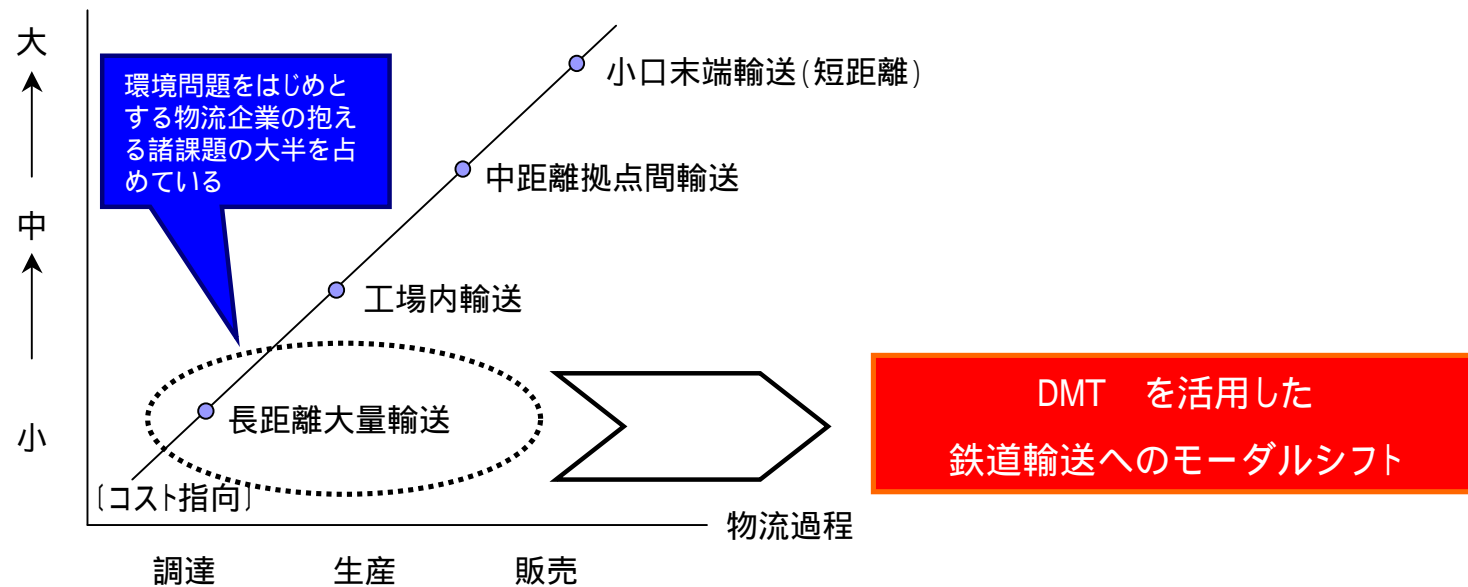 大
環境問題をはじめと
する物流企業の抱え
る諸課題の大半を占
めている
小口末端輸送(短距離)
中距離拠点間輸送
中
工場内輸送
長距離大量輸送
小
DMT を活用した
鉄道輸送へのモーダルシフト
〔コスト指向〕
物流過程
調達 生産 販売